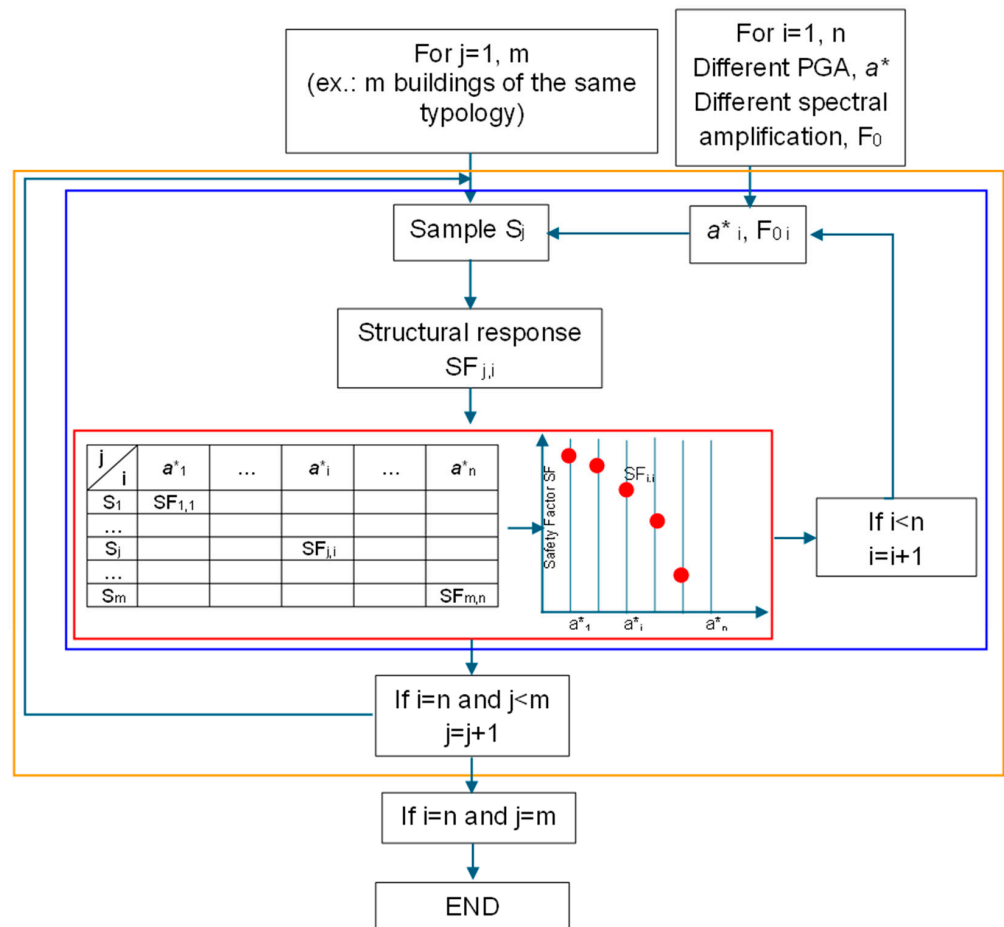 For j=1, m
(ex.: m buildings of the same
typology)
For i=1, n
Different PGA, a*
Different spectral
amplification, F0
Sample Sj
a* i, F0 i
Structural response
SF j,i
j
i
a*1
...
a*i
...
a*n
S1
SF1,1
...
Sj
SFj,i
...
Sm
SFm,n
Safety Factor SF
SFi,i
a*1
a*i
a*n
If i<n
i=i+1
If i=n and j<m
j=j+1
If i=n and j=m
END